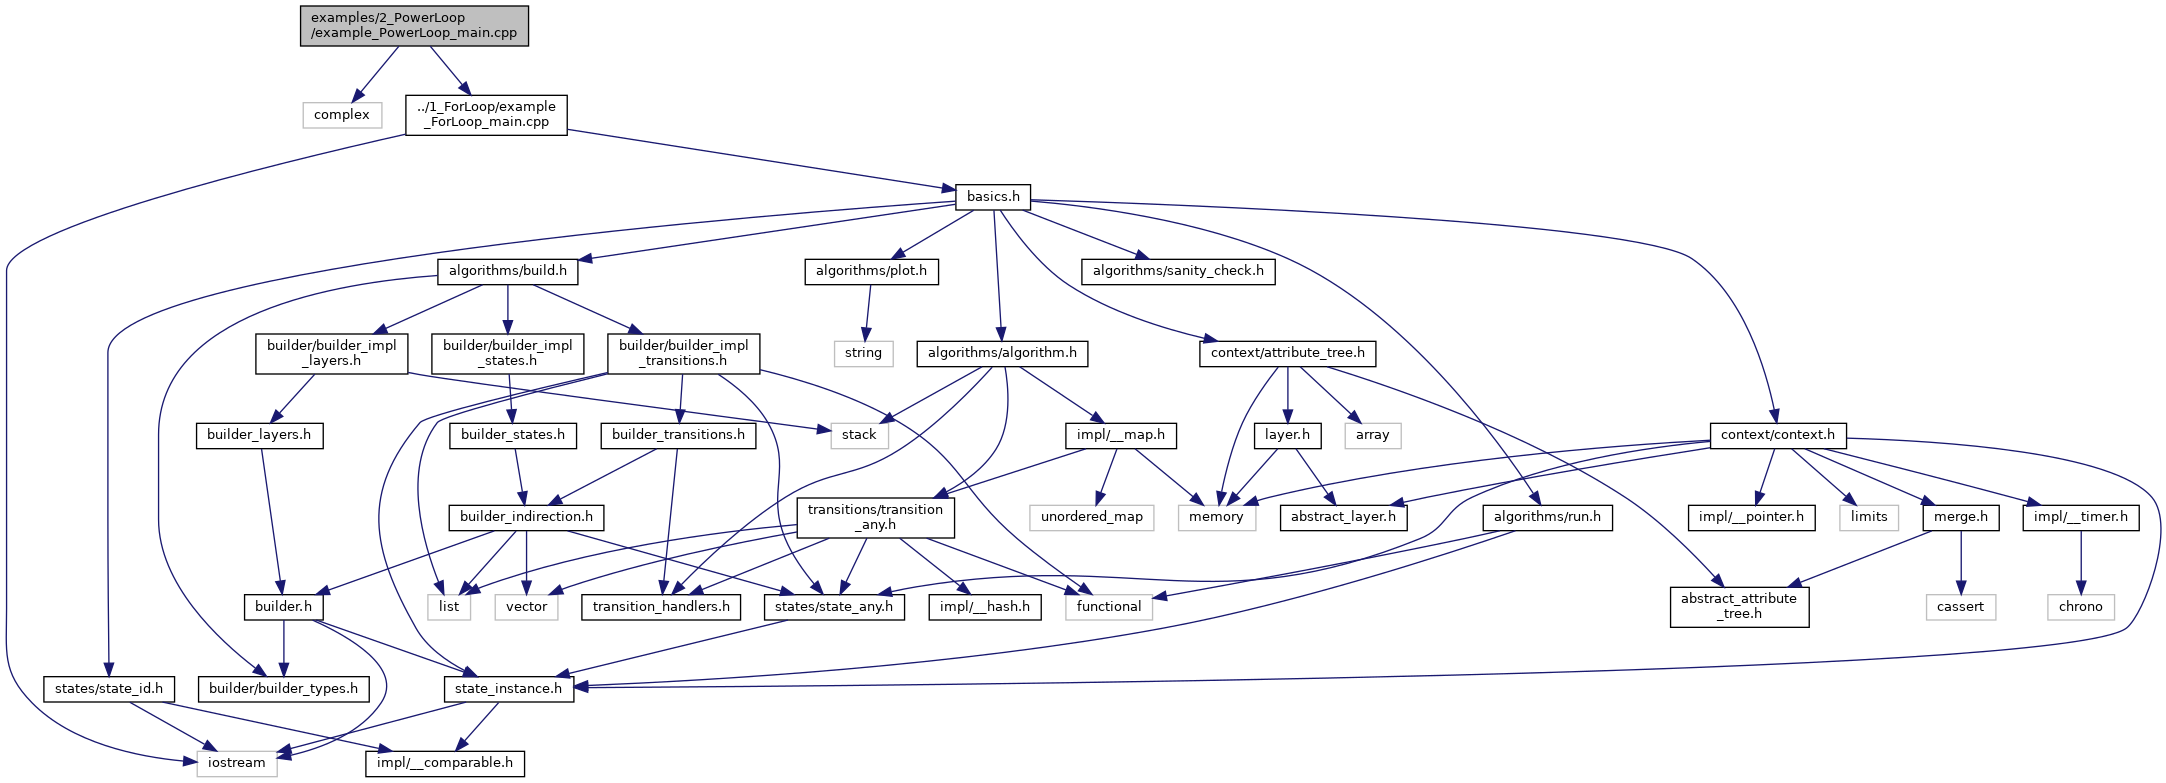 examples/2_PowerLoop
/example_PowerLoop_main.cpp
complex
../1_ForLoop/example
_ForLoop_main.cpp
basics.h
algorithms/build.h
algorithms/plot.h
algorithms/sanity_check.h
builder/builder_impl
_layers.h
builder/builder_impl
_states.h
builder/builder_impl
_transitions.h
string
algorithms/algorithm.h
context/attribute_tree.h
builder_layers.h
builder_states.h
builder_transitions.h
stack
impl/__map.h
layer.h
array
context/context.h
builder_indirection.h
transitions/transition
_any.h
unordered_map
memory
abstract_layer.h
algorithms/run.h
impl/__pointer.h
limits
merge.h
impl/__timer.h
builder.h
list
vector
transition_handlers.h
states/state_any.h
impl/__hash.h
functional
abstract_attribute
_tree.h
cassert
chrono
states/state_id.h
builder/builder_types.h
state_instance.h
iostream
impl/__comparable.h